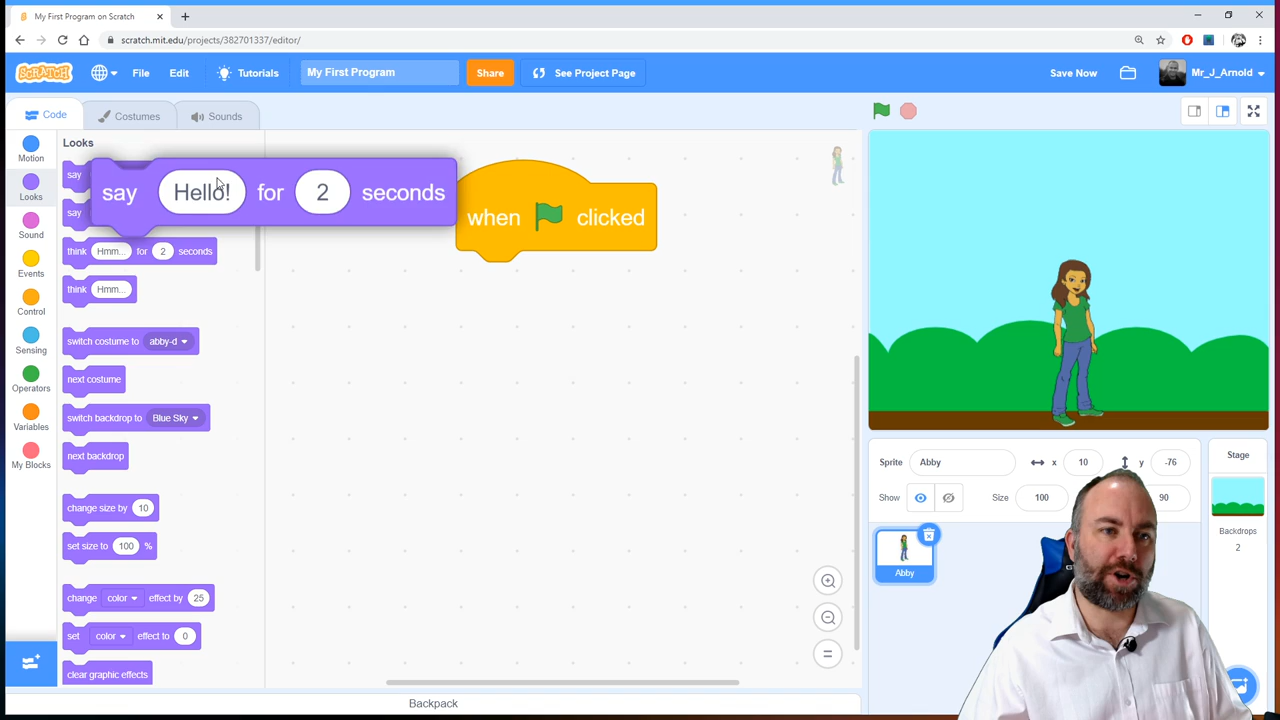 My First Program on Scratch
scratch.mit.edu/projects/382701337/editor/
SCRATCH
File
Edit
Tutorials
My First Program
Share
See Project Page
Save Now
Mr_J_Arnold
Code
Costumes
Sounds
Motion
Looks
Sound
Events
Control
Sensing
Operators
Variables
My Blocks
Looks
say
say
say Hello! for 2 seconds
think Hmm... for 2 seconds
think Hmm...
switch costume to abby-d
next costume
switch backdrop to Blue Sky
next backdrop
change size by 10
set size to 100 %
change color effect by 25
set color effect to 0
clear graphic effects
when clicked
Backpack
Sprite Abby x 10 y -76
Show Size 100 90
Abby
Stage
Backdrops
2